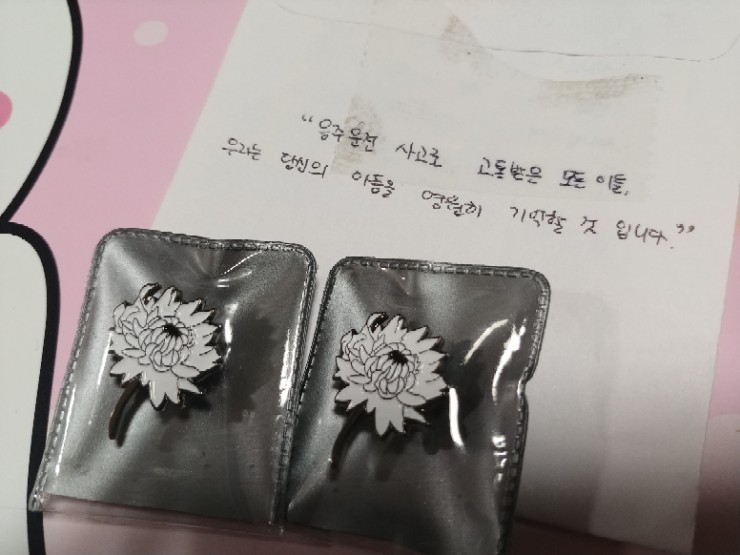 "음주운전 사고로 고통받은 모든 이들,
우리는 당신의 아픔을 영원히 기억할 것 입니다."